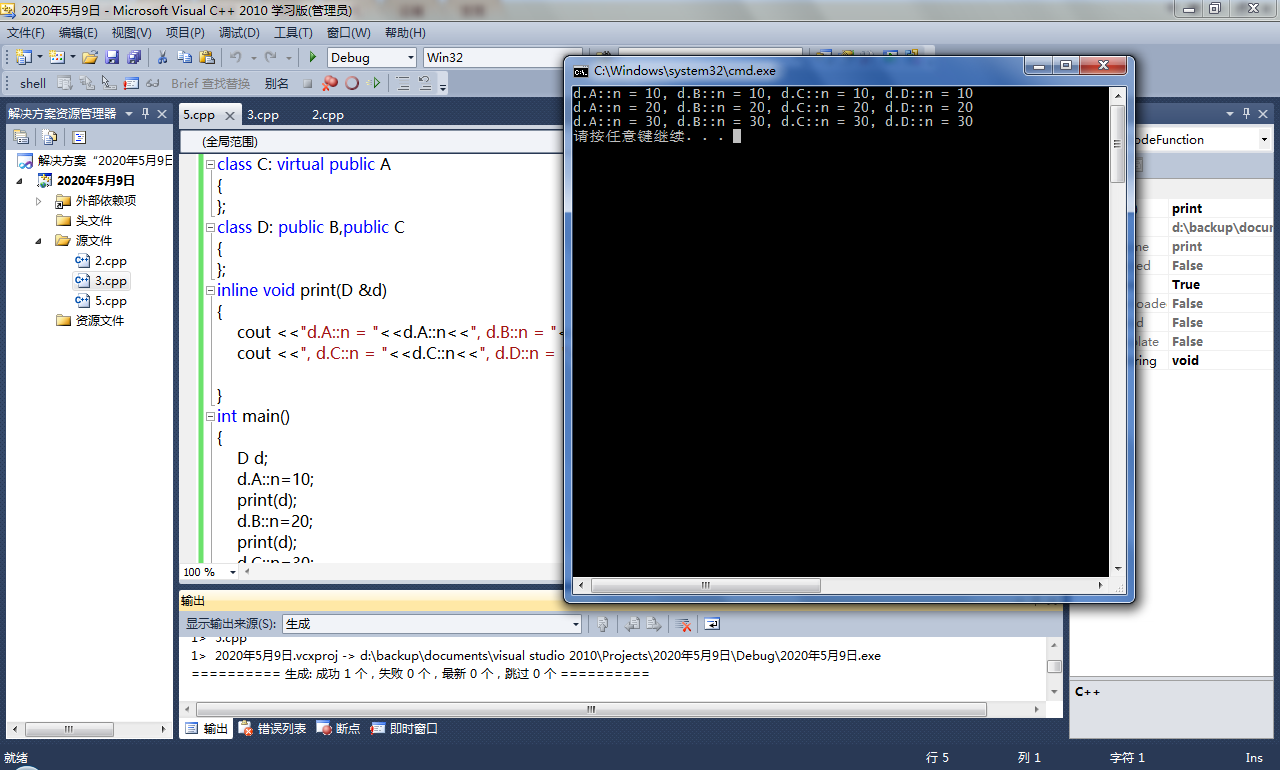 2020年5月9日 - Microsoft Visual C++ 2010 学习版(管理员)
文件(F) 编辑(E) 视图(V) 项目(P) 调试(D) 工具(T) 窗口(W) 帮助(H)
Debug Win32
shell Brief 查找替换 别名
C:\Windows\system32\cmd.exe
d.A::n = 10, d.B::n = 10, d.C::n = 10, d.D::n = 10
d.A::n = 20, d.B::n = 20, d.C::n = 20, d.D::n = 20
d.A::n = 30, d.B::n = 30, d.C::n = 30, d.D::n = 30
请按任意键继续. . .
解决方案资源管理器
解决方案“2020年5月9日
2020年5月9日
外部依赖项
头文件
源文件
2.cpp
3.cpp
5.cpp
资源文件
5.cpp 3.cpp 2.cpp
(全局范围)
class C: virtual public A
{
};
class D: public B,public C
{
};
inline void print(D &d)
{
cout <<"d.A::n = "<<d.A::n<<", d.B::n = "<
cout <<", d.C::n = "<<d.C::n<<", d.D::n =
}
int main()
{
D d;
d.A::n=10;
print(d);
d.B::n=20;
print(d);
d.C::n=30;
100 %
odeFunction
print
d:\backup\docur
me print
ed False
True
loade False
d False
plate False
ring void
C++
输出
显示输出来源(S): 生成
1> 5.cpp
1> 2020年5月9日.vcxproj -> d:\backup\documents\visual studio 2010\Projects\2020年5月9日\Debug\2020年5月9日.exe
========== 生成: 成功 1 个，失败 0 个，最新 0 个，跳过 0 个 ==========
输出 错误列表 断点 即时窗口
就绪 行 5 列 1 字符 1 Ins